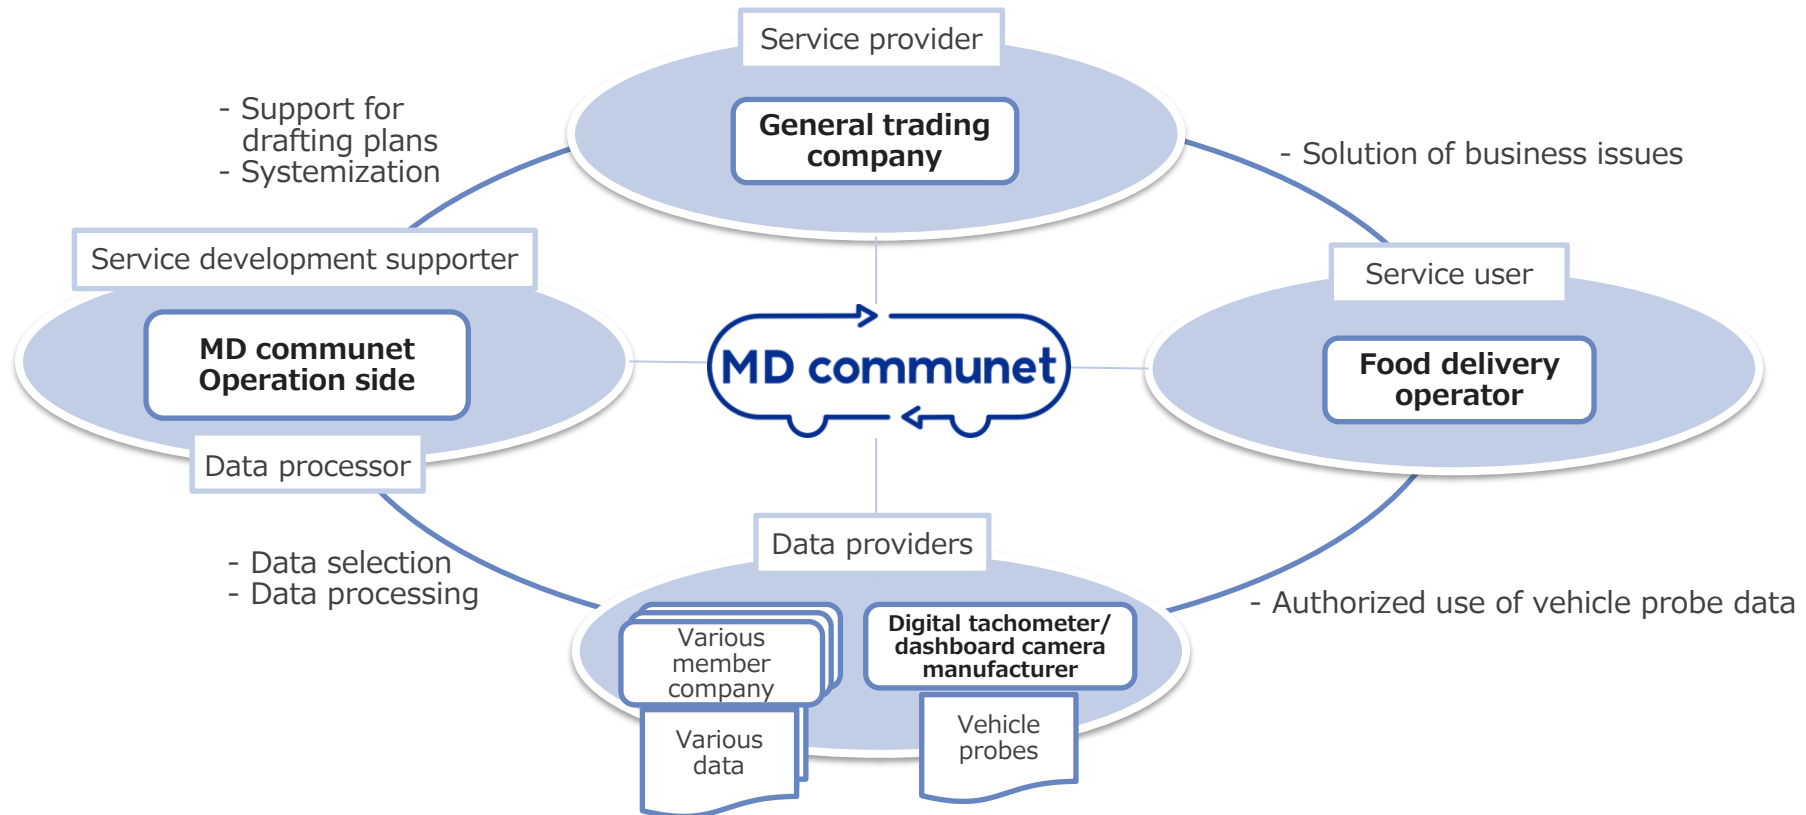 Service provider
General trading
company
- Support for
drafting plans
- Systemization
- Solution of business issues
Service development supporter
MD communet
Operation side
Data processor
MD communet
Service user
Food delivery
operator
- Data selection
- Data processing
Data providers
Various
member
company
Various
data
Digital tachometer/
dashboard camera
manufacturer
Vehicle
probes
- Authorized use of vehicle probe data